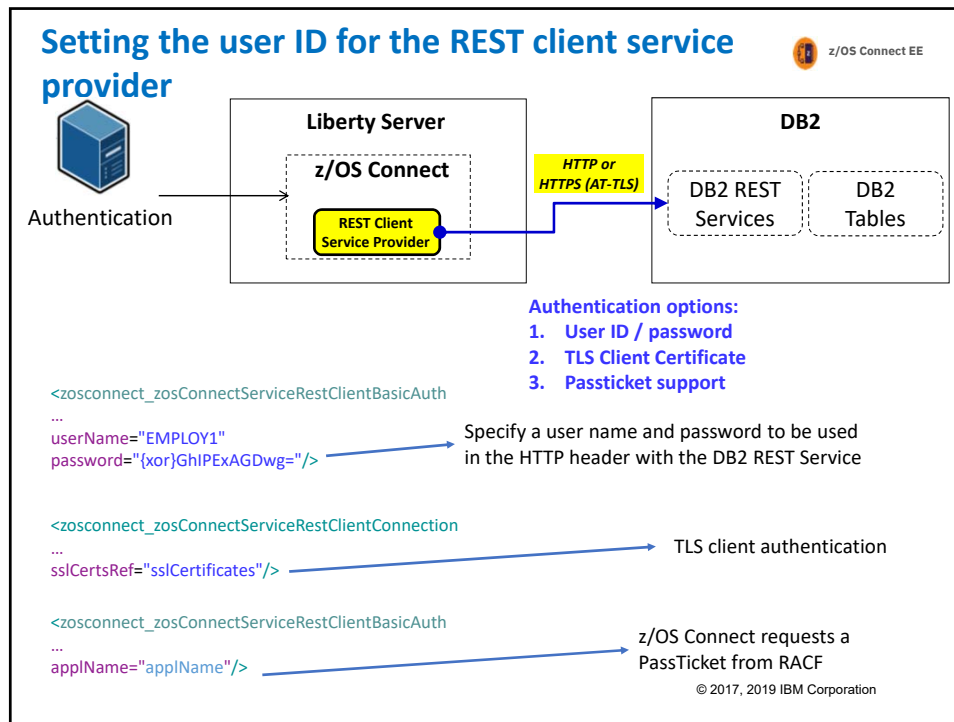 Setting the user ID for the REST client service
provider
z/OS Connect EE
Authentication
Liberty Server
z/OS Connect
REST Client
Service Provider
HTTP or
HTTPS (AT-TLS)
DB2
DB2 REST
Services
DB2
Tables
Authentication options:
1. User ID / password
2. TLS Client Certificate
3. Passticket support
<zosconnect_zosConnectServiceRestClientBasicAuth
...
userName="EMPLOY1"
password="{xor}GhIPExAGDwg="/>
Specify a user name and password to be used
in the HTTP header with the DB2 REST Service
<zosconnect_zosConnectServiceRestClientConnection
...
sslCertsRef="sslCertificates"/>
TLS client authentication
<zosconnect_zosConnectServiceRestClientBasicAuth
...
applName="applName"/>
z/OS Connect requests a
PassTicket from RACF
© 2017, 2019 IBM Corporation